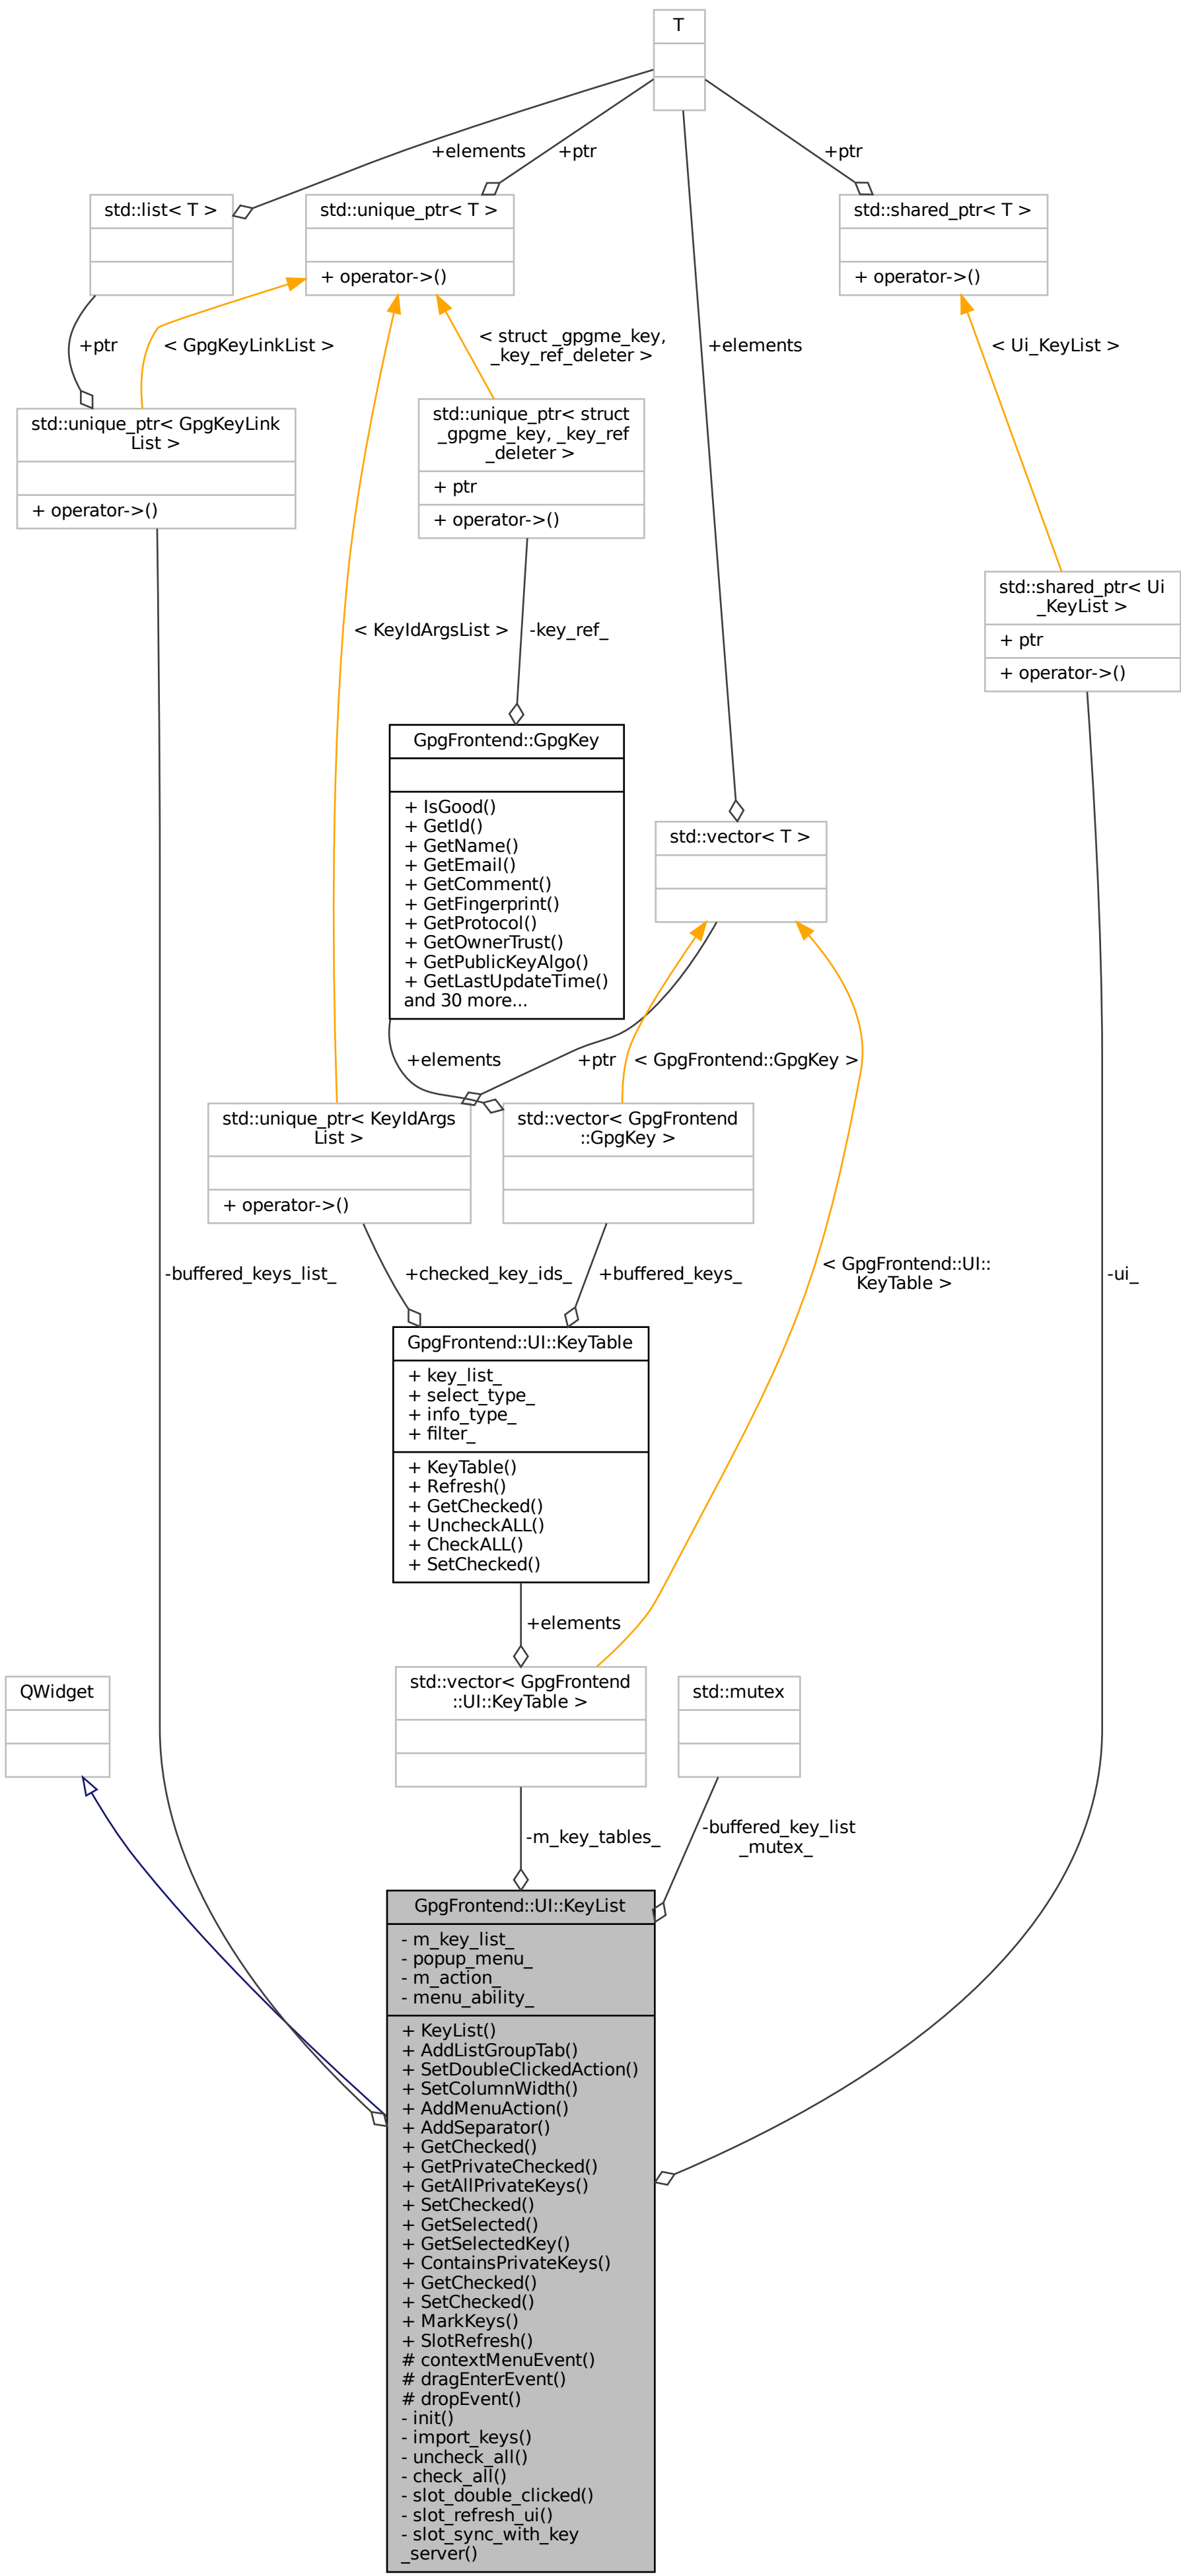 T
+elements
+ptr
+ptr
std::list< T >
std::unique_ptr< T >
+ operator->()
std::shared_ptr< T >
+ operator->()
+ptr
< GpgKeyLinkList >
< struct _gpgme_key,
_key_ref_deleter >
+elements
< Ui_KeyList >
std::unique_ptr< GpgKeyLink
List >
+ operator->()
std::unique_ptr< struct
_gpgme_key, _key_ref
_deleter >
+ ptr
+ operator->()
std::shared_ptr< Ui
_KeyList >
+ ptr
+ operator->()
< KeyIdArgsList >
-key_ref_
GpgFrontend::GpgKey
+ IsGood()
+ GetId()
+ GetName()
+ GetEmail()
+ GetComment()
+ GetFingerprint()
+ GetProtocol()
+ GetOwnerTrust()
+ GetPublicKeyAlgo()
+ GetLastUpdateTime()
and 30 more...
std::vector< T >
+elements
+ptr
< GpgFrontend::GpgKey >
std::unique_ptr< KeyIdArgs
List >
+ operator->()
std::vector< GpgFrontend
::GpgKey >
-buffered_keys_list_
+checked_key_ids_
+buffered_keys_
< GpgFrontend::UI::
KeyTable >
-ui_
GpgFrontend::UI::KeyTable
+ key_list_
+ select_type_
+ info_type_
+ filter_
+ KeyTable()
+ Refresh()
+ GetChecked()
+ UncheckALL()
+ CheckALL()
+ SetChecked()
+elements
QWidget
std::vector< GpgFrontend
::UI::KeyTable >
std::mutex
-m_key_tables_
-buffered_key_list
_mutex_
GpgFrontend::UI::KeyList
- m_key_list_
- popup_menu_
- m_action_
- menu_ability_
+ KeyList()
+ AddListGroupTab()
+ SetDoubleClickedAction()
+ SetColumnWidth()
+ AddMenuAction()
+ AddSeparator()
+ GetChecked()
+ GetPrivateChecked()
+ GetAllPrivateKeys()
+ SetChecked()
+ GetSelected()
+ GetSelectedKey()
+ ContainsPrivateKeys()
+ GetChecked()
+ SetChecked()
+ MarkKeys()
+ SlotRefresh()
# contextMenuEvent()
# dragEnterEvent()
# dropEvent()
- init()
- import_keys()
- uncheck_all()
- check_all()
- slot_double_clicked()
- slot_refresh_ui()
- slot_sync_with_key
_server()